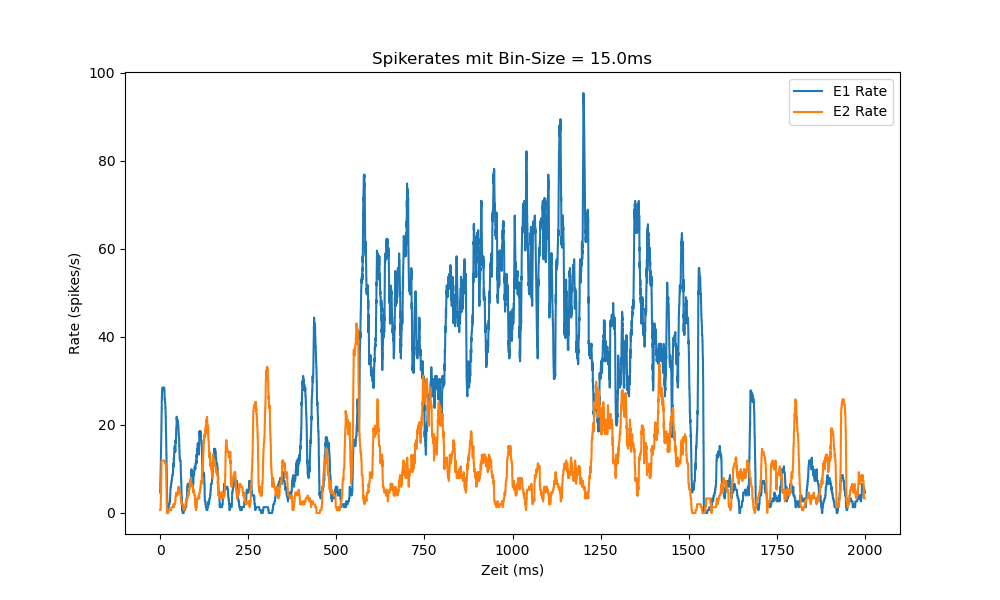 Spikerates mit Bin-Size = 15.0ms
E1 Rate
E2 Rate
Rate (spikes/s)
100
80
60
40
20
0
0 250 500 750 1000 1250 1500 1750 2000
Zeit (ms)